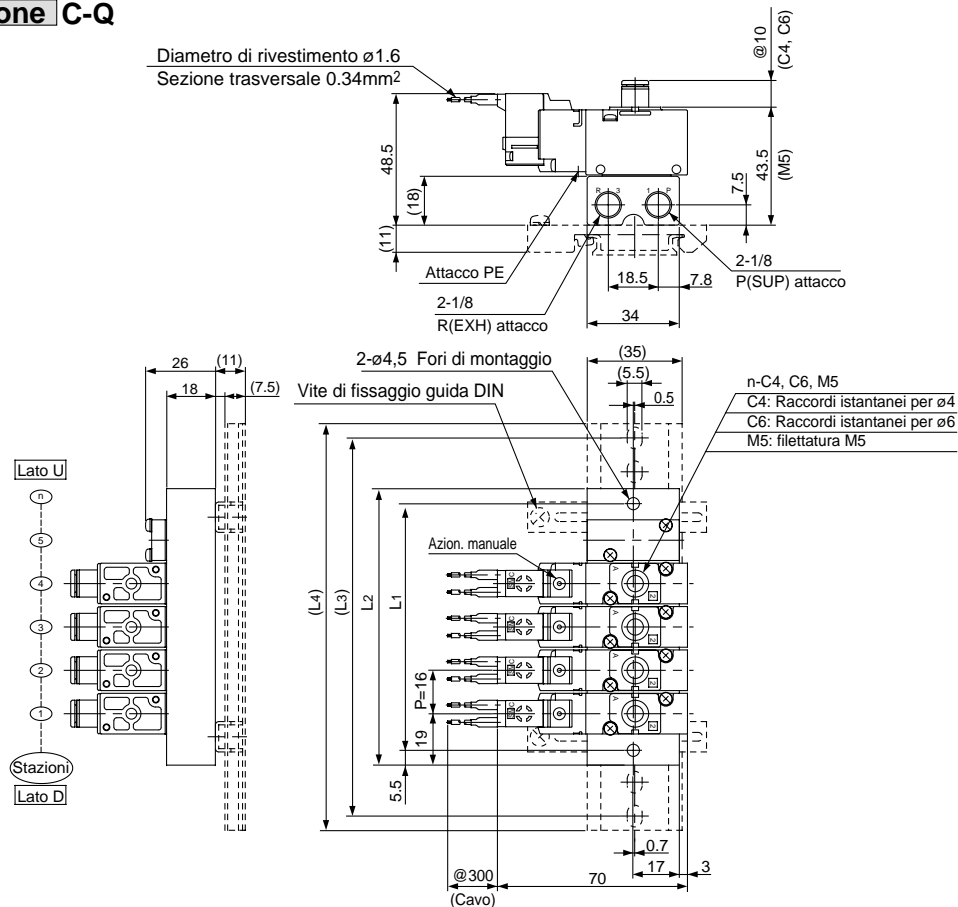 one C-Q
Diametro di rivestimento ø1.6
Sezione trasversale 0.34mm²
@10
(C4, C6)
48.5
(18)
(11)
43.5
(M5)
7.5
R 3
1 P
Attacco PE
2-1/8
R(EXH) attacco
18.5
7.8
34
2-1/8
P(SUP) attacco
26
(11)
18
(7.5)
2-ø4,5 Fori di montaggio
Vite di fissaggio guida DIN
(35)
(5.5)
0.5
n-C4, C6, M5
C4: Raccordi istantanei per ø4
C6: Raccordi istantanei per ø6
M5: filettatura M5
Lato U
n
5
4
3
2
1
Stazioni
Lato D
Azion. manuale
(L4)
(L3)
L2
L1
P=16
19
5.5
A
2
A
2
A
2
A
2
0.7
17
3
@300
(Cavo)
70